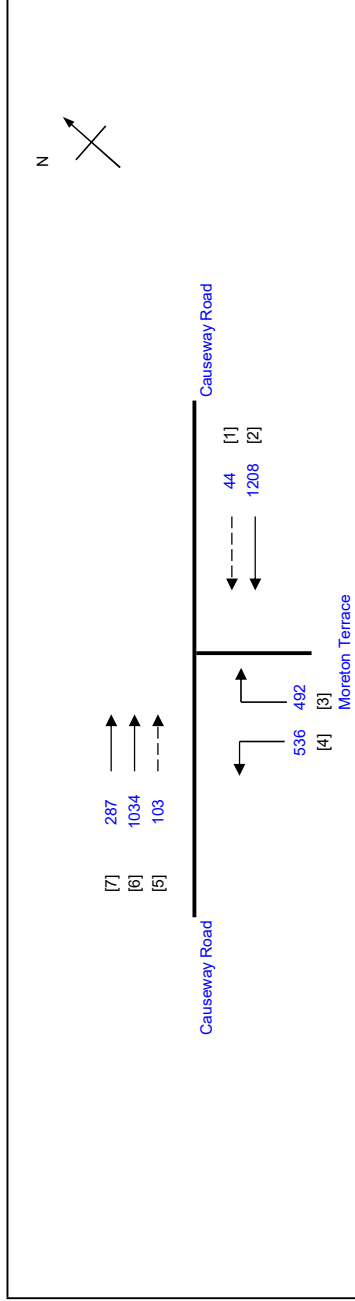 N
[7] 287
[6] 1034
[5] 103
Causeway Road
Causeway Road
44 [1]
1208 [2]
536 492
[4] [3]
Moreton Terrace